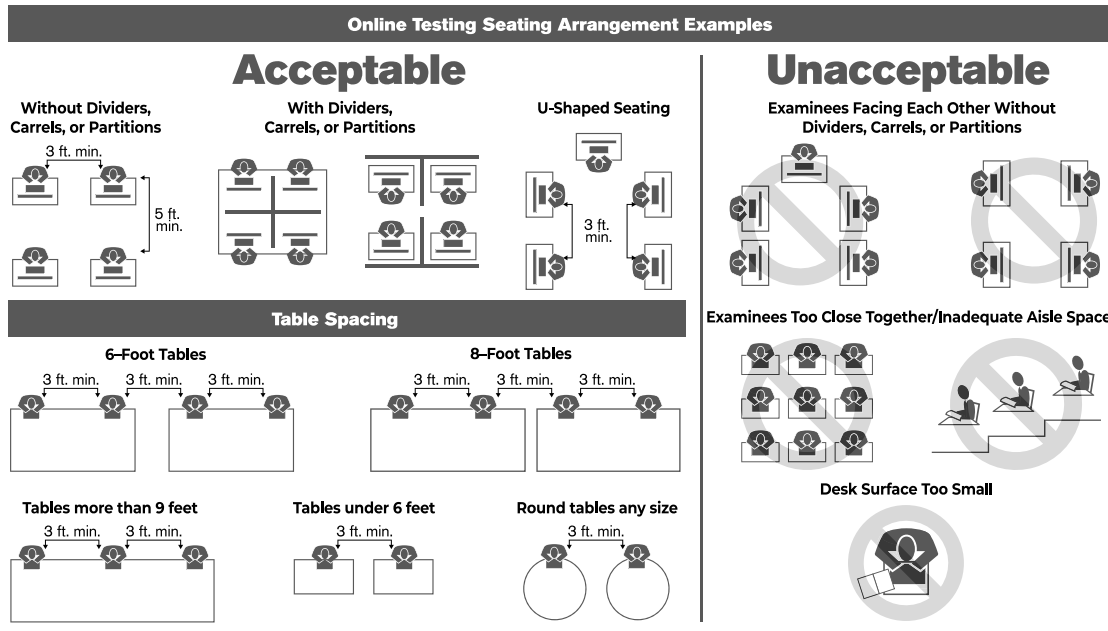 Online Testing Seating Arrangement Examples
Acceptable
Without Dividers,
Carrels, or Partitions
3 ft. min.
5 ft.
min.
With Dividers,
Carrels, or Partitions
U-Shaped Seating
3 ft.
min.
Table Spacing
6–Foot Tables
3 ft. min. 3 ft. min. 3 ft. min.
8–Foot Tables
3 ft. min. 3 ft. min. 3 ft. min.
Tables more than 9 feet
3 ft. min. 3 ft. min.
Tables under 6 feet
3 ft. min.
Round tables any size
3 ft. min.
Unacceptable
Examinees Facing Each Other Without
Dividers, Carrels, or Partitions
Examinees Too Close Together/Inadequate Aisle Space
Desk Surface Too Small